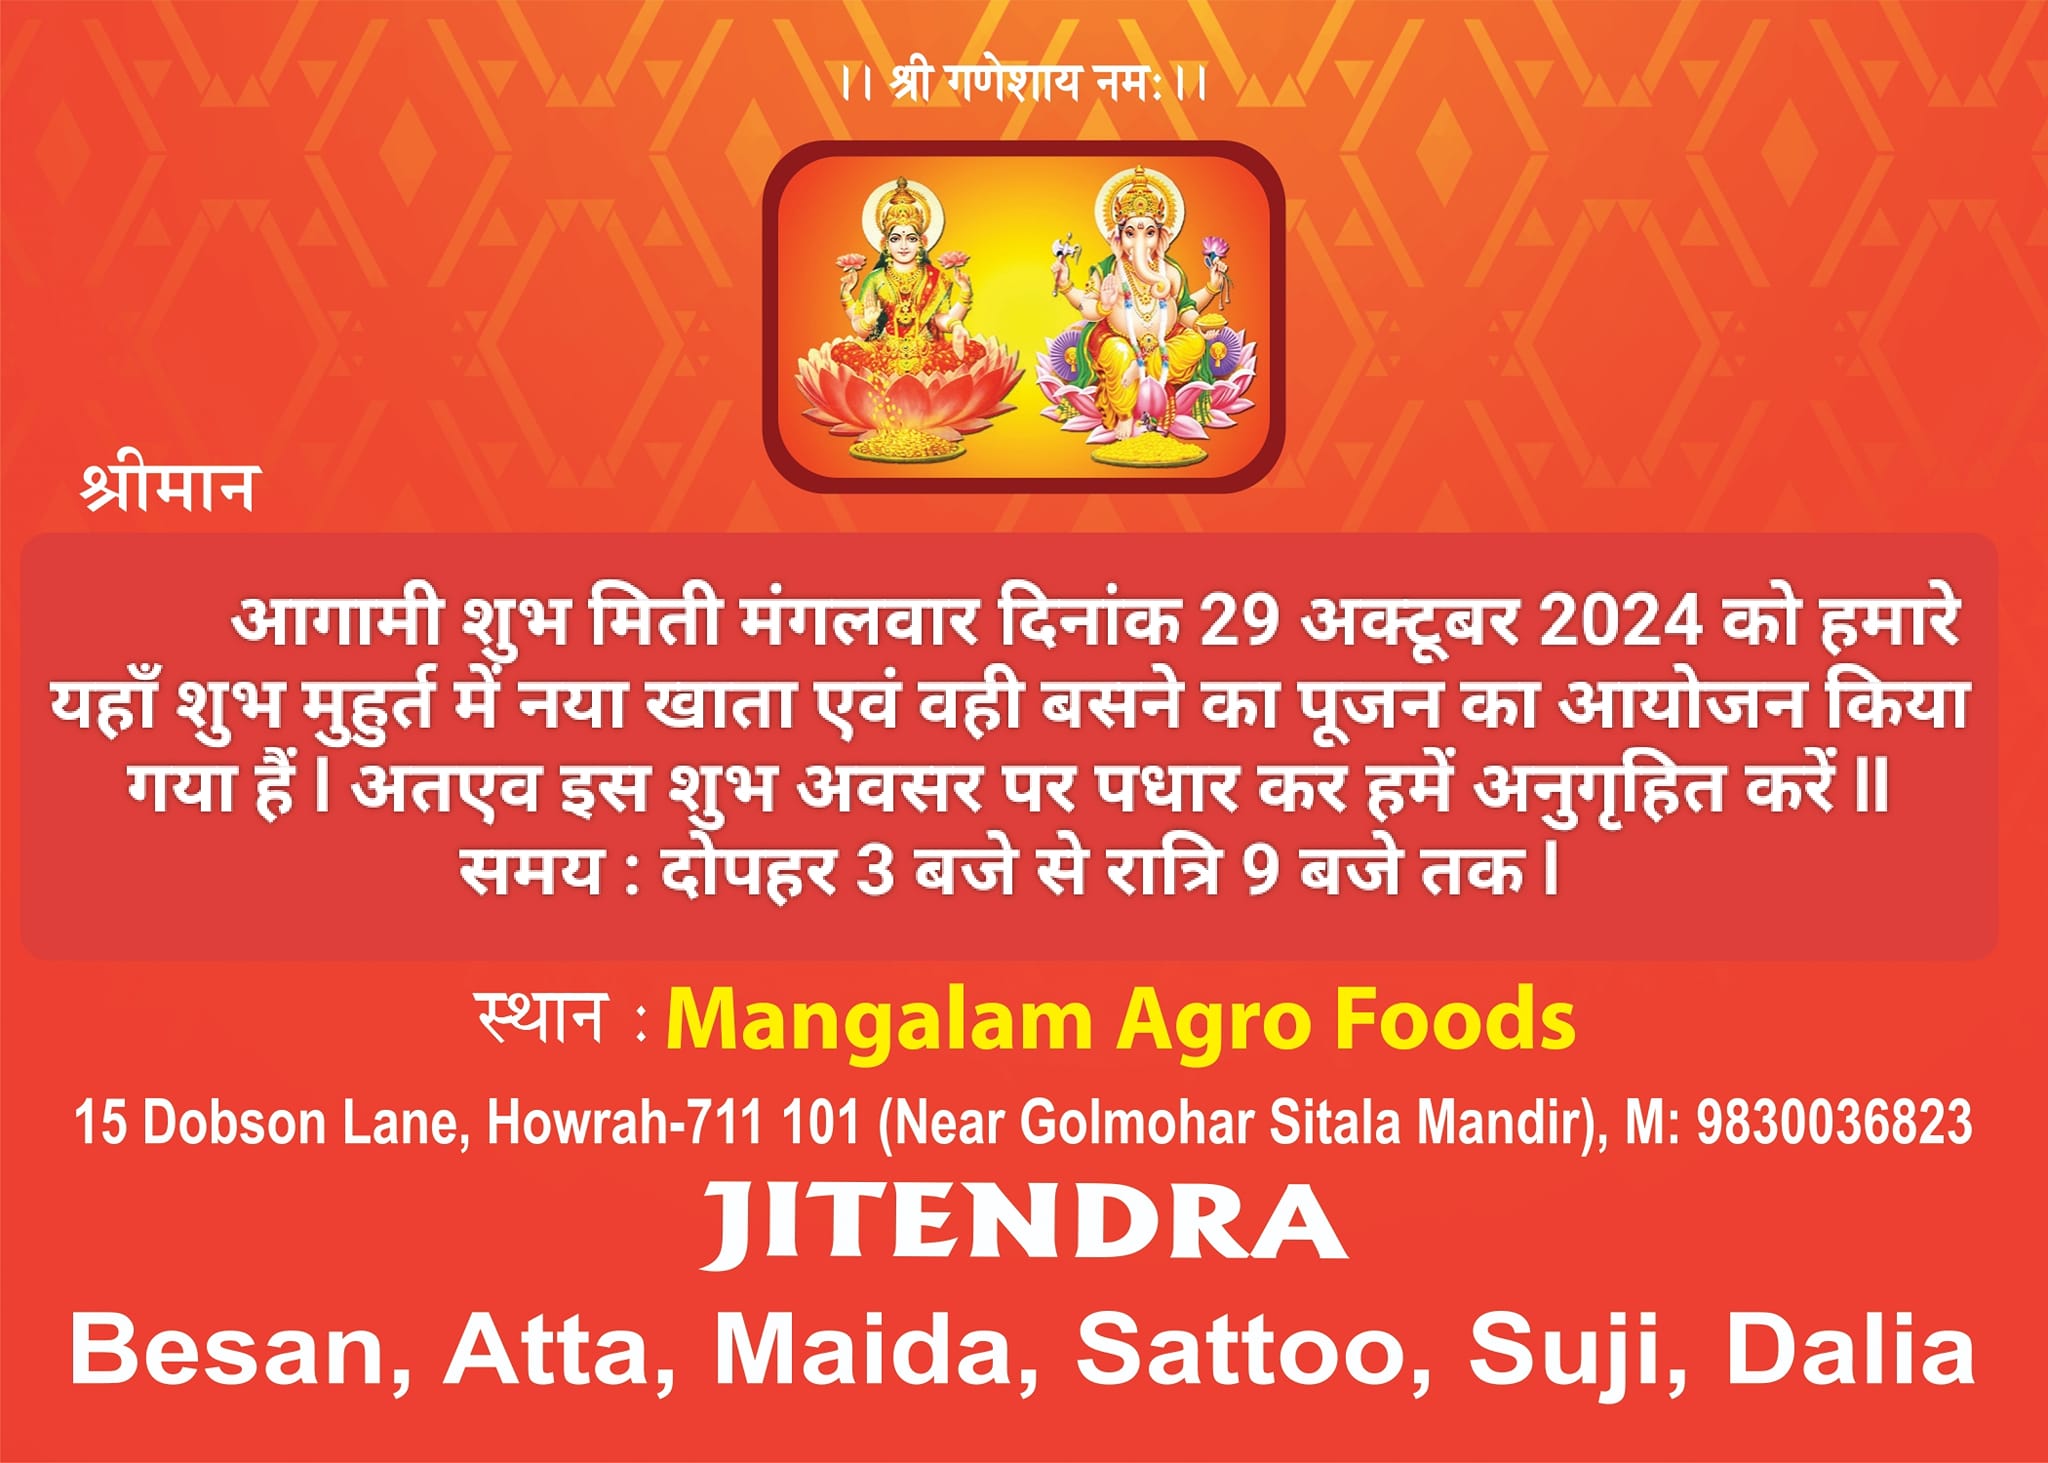 ।। श्री गणेशाय नमः।।
श्रीमान
आगामी शुभ मिती मंगलवार दिनांक 29 अक्टूबर 2024 को हमारे
यहाँ शुभ मुहुर्त में नया खाता एवं वही बसने का पूजन का आयोजन किया
गया हैं। अतएव इस शुभ अवसर पर पधार कर हमें अनुगृहित करें॥
समय : दोपहर 3 बजे से रात्रि 9 बजे तक।
स्थान : Mangalam Agro Foods
15 Dobson Lane, Howrah-711 101 (Near Golmohar Sitala Mandir), M: 9830036823
JITENDRA
Besan, Atta, Maida, Sattoo, Suji, Dalia